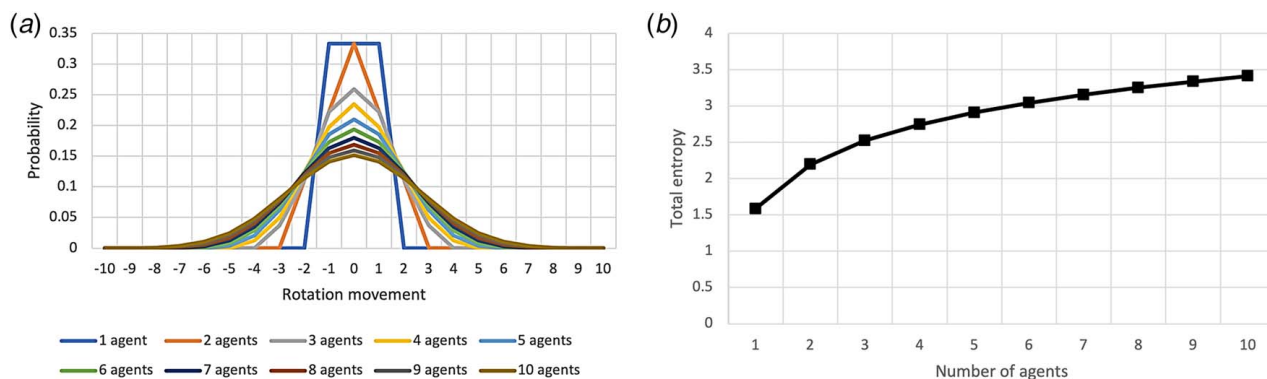 (a)
0.35
0.3
0.25
0.2
0.15
0.1
0.05
0
Probability
-10 -9 -8 -7 -6 -5 -4 -3 -2 -1 0 1 2 3 4 5 6 7 8 9 10
Rotation movement
1 agent 2 agents 3 agents 4 agents 5 agents
6 agents 7 agents 8 agents 9 agents 10 agents
(b)
4
3.5
3
2.5
2
1.5
1
0.5
0
Total entropy
1 2 3 4 5 6 7 8 9 10
Number of agents